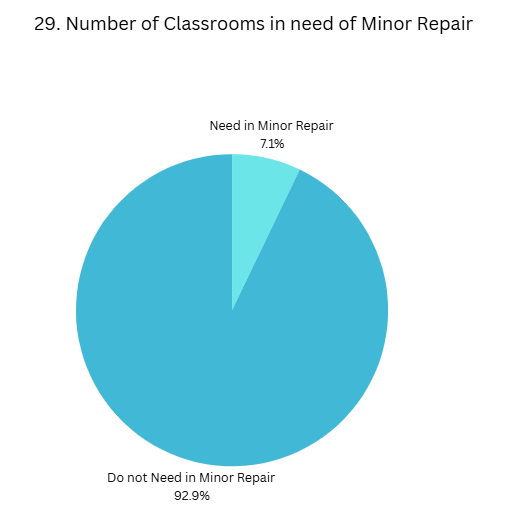 29. Number of Classrooms in need of Minor Repair
Need in Minor Repair
7.1%
Do not Need in Minor Repair
92.9%